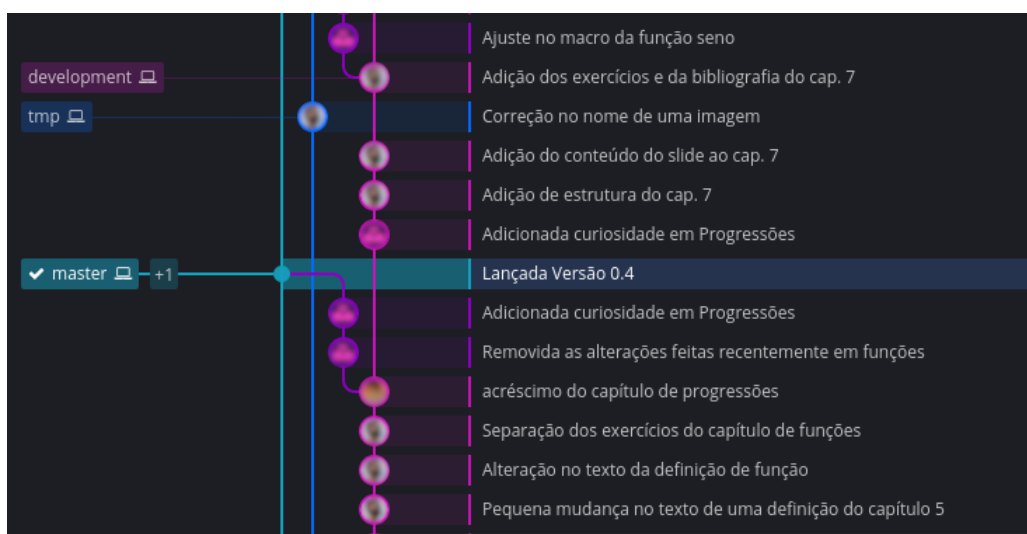 Ajuste no macro da função seno
development Adição dos exercícios e da bibliografia do cap. 7
tmp Correção no nome de uma imagem
Adição do conteúdo do slide ao cap. 7
Adição de estrutura do cap. 7
Adicionada curiosidade em Progressões
master +1 Lançada Versão 0.4
Adicionada curiosidade em Progressões
Removida as alterações feitas recentemente em funções
acréscimo do capítulo de progressões
Separação dos exercícios do capítulo de funções
Alteração no texto da definição de função
Pequena mudança no texto de uma definição do capítulo 5